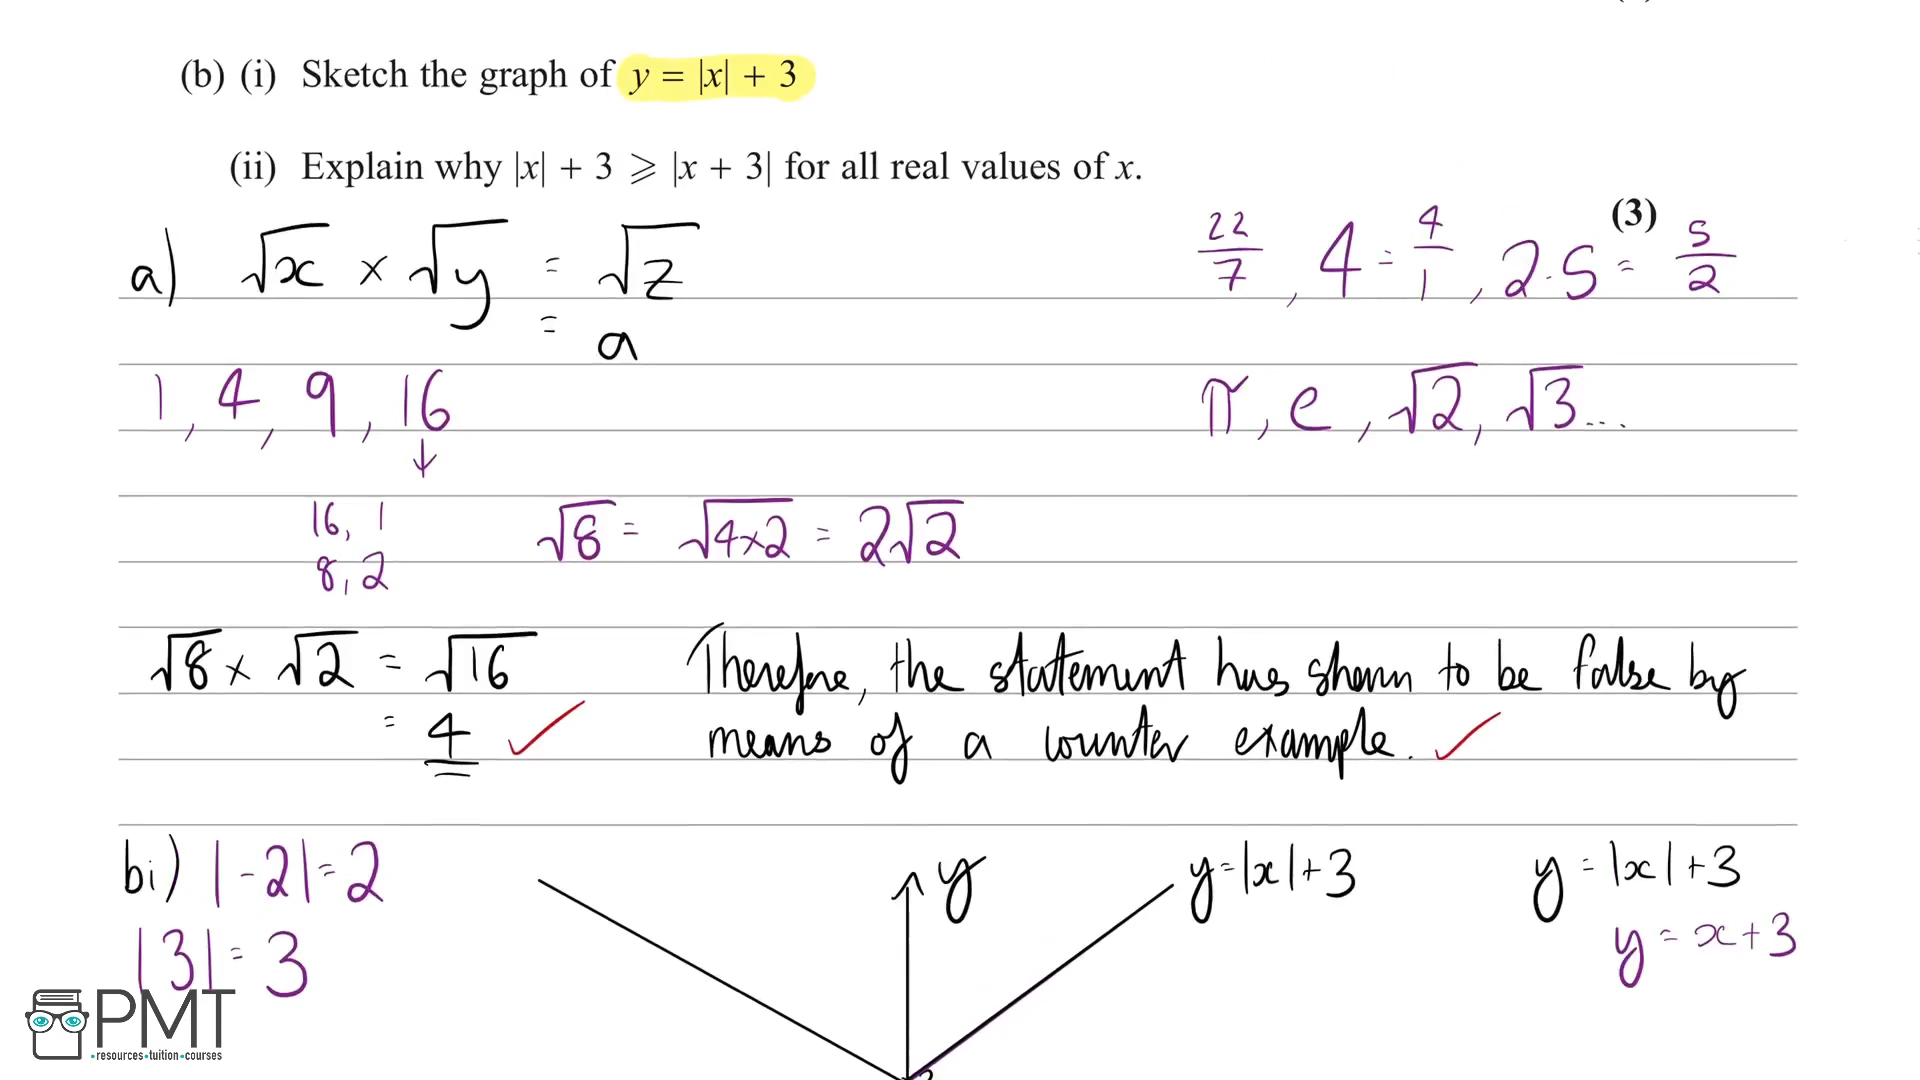 (b) (i) Sketch the graph of y = |x| + 3
(ii) Explain why |x| + 3 ⩾ |x + 3| for all real values of x.
(3)
a) √x × √y = √z
= a
22/7, 4 = 4/1, 2.5 = 5/2
1, 4, 9, 16
↓
π, e, √2, √3...
16, 1
8, 2
√8 = √4×2 = 2√2
√8 × √2 = √16
= 4
Therefore, the statement has shown to be false by
means of a counter example.
bi) |-2| = 2
|3| = 3
y
y=|x|+3
y = |x|+3
y = x+3
PMT
•resources•tuition•courses